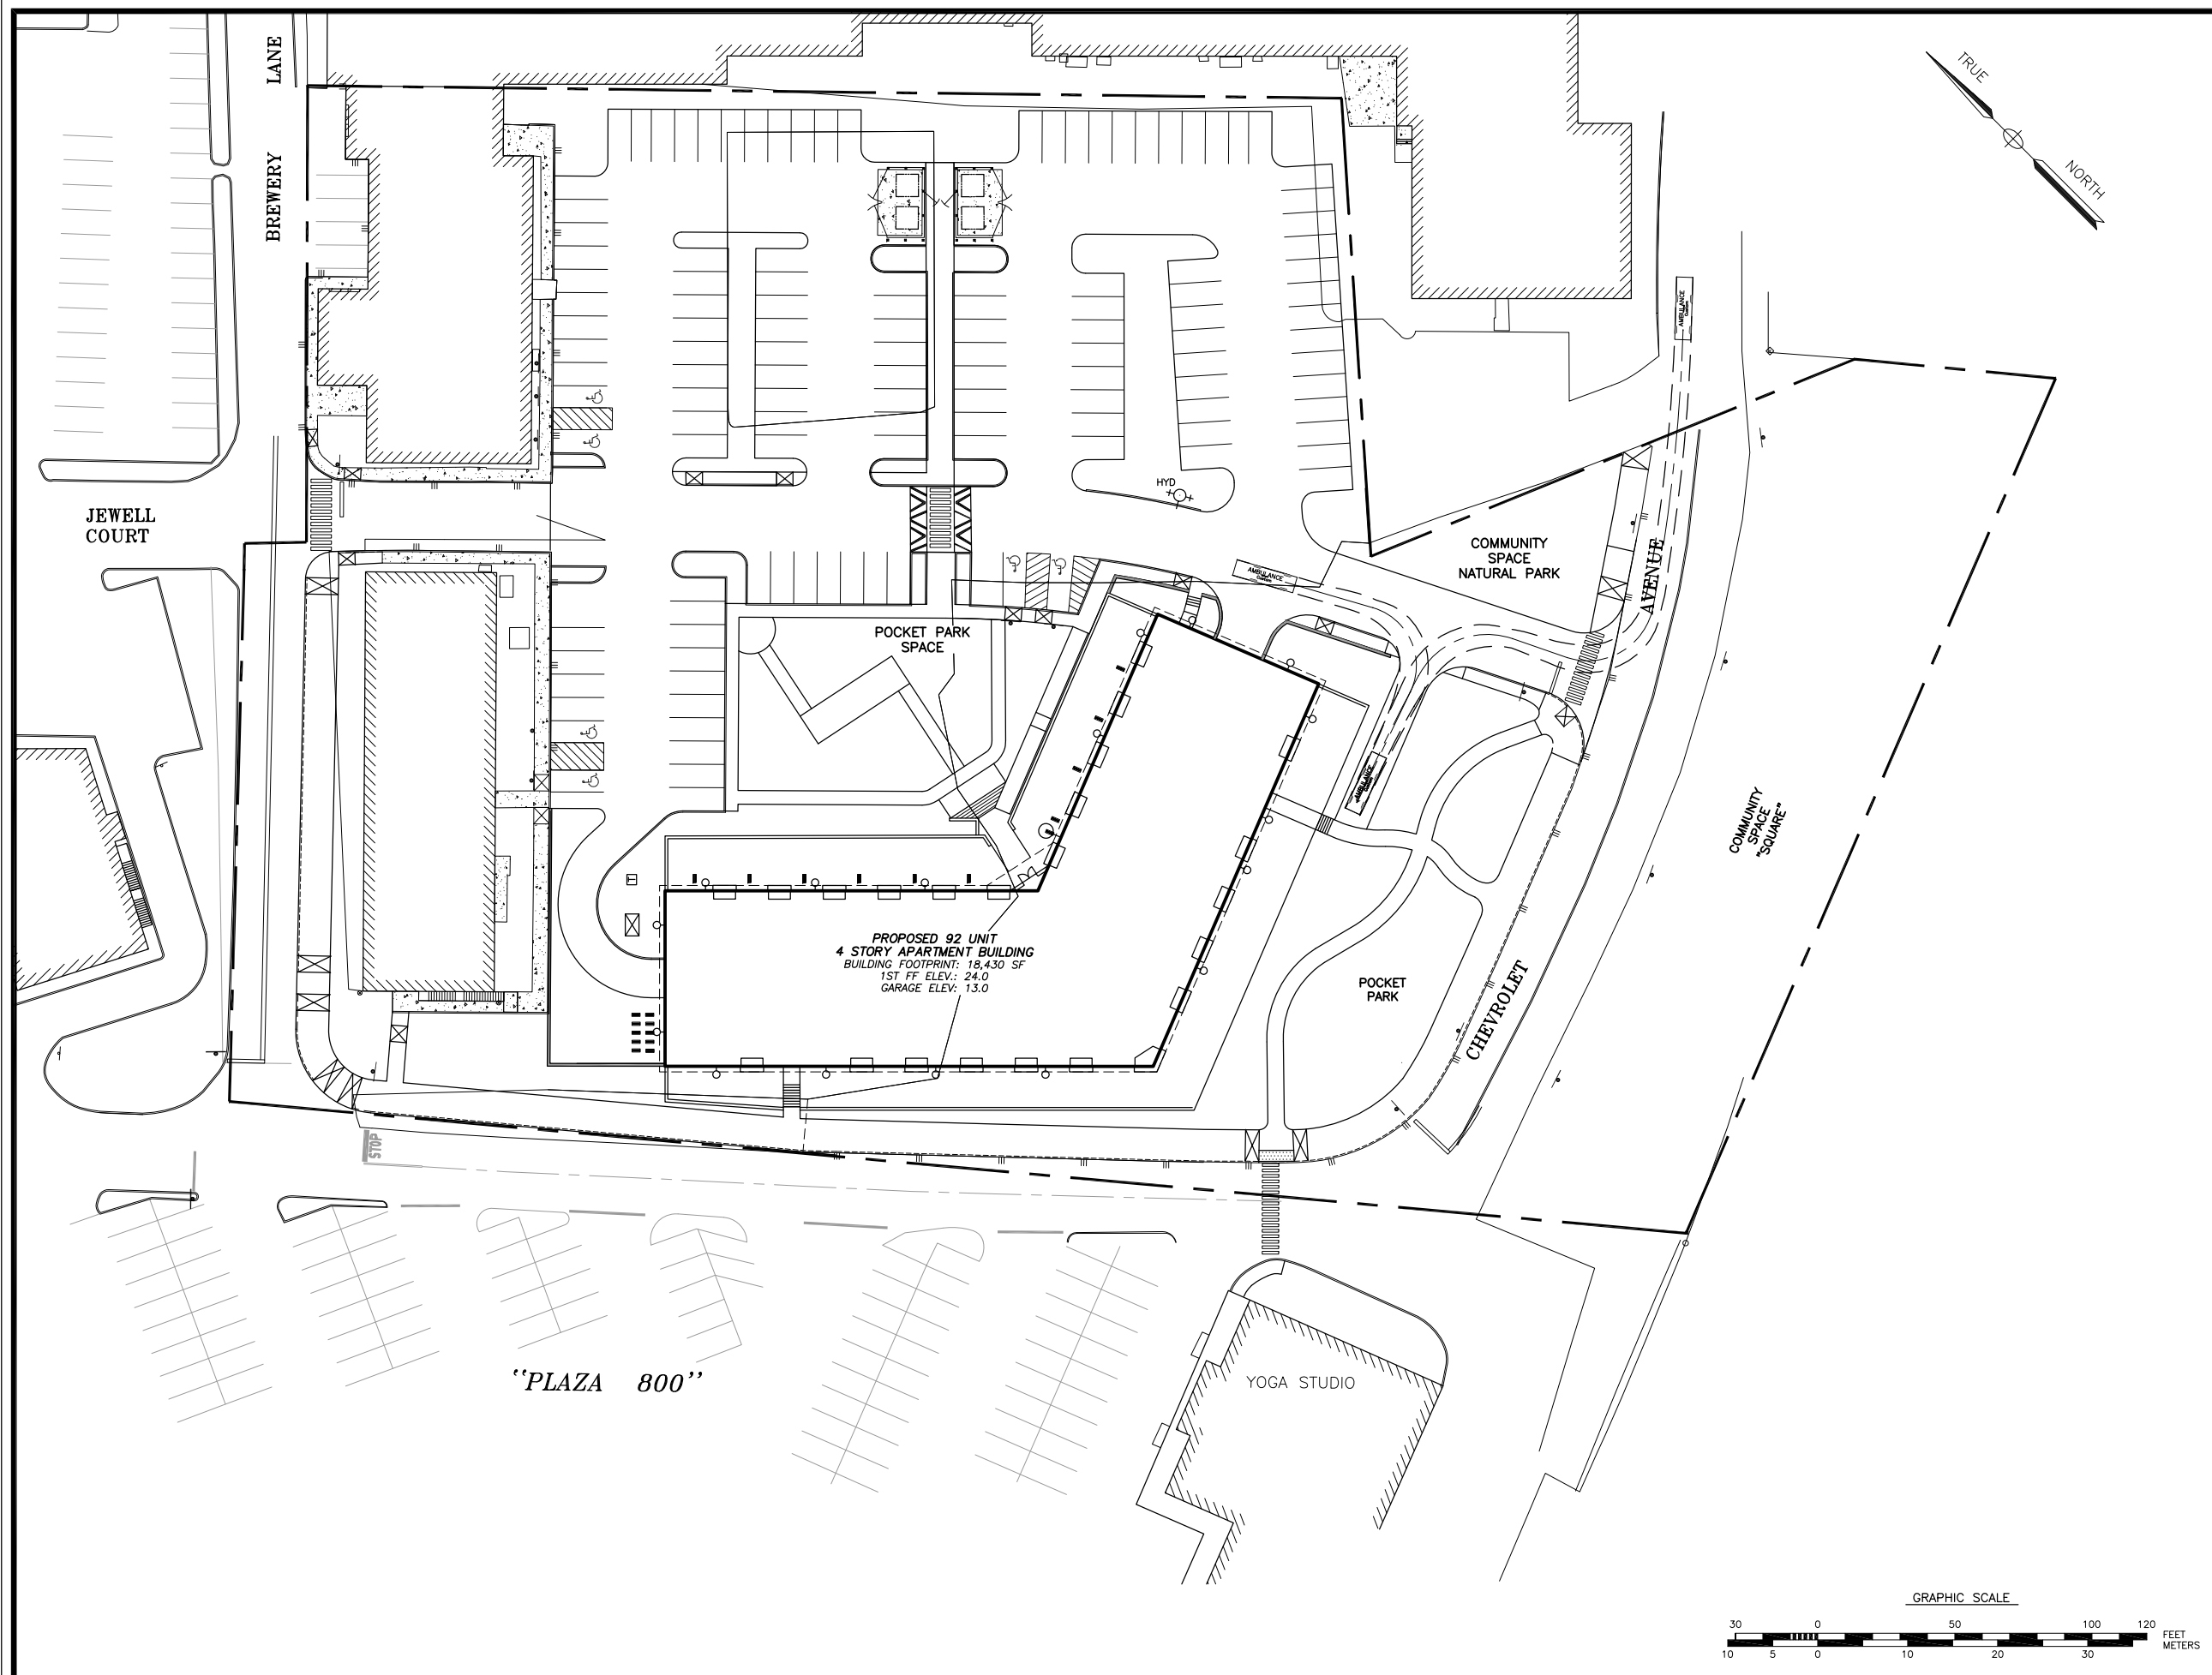 LANE
TRUE
NORTH
BREWERY
AMBULANCE
HYD
JEWELL
COURT
COMMUNITY
SPACE
NATURAL PARK
AVENUE
AMBULANCE
POCKET PARK
SPACE
AMBULANCE
COMMUNITY
SPACE
"SQUARE"
T
PROPOSED 92 UNIT
4 STORY APARTMENT BUILDING
BUILDING FOOTPRINT: 18,430 SF
1ST FF ELEV.: 24.0
GARAGE ELEV: 13.0
POCKET
PARK
CHEVROLET
STOP
"PLAZA 800"
YOGA STUDIO
GRAPHIC SCALE
30 0 50 100 120
FEET
METERS
10 5 0 10 20 30